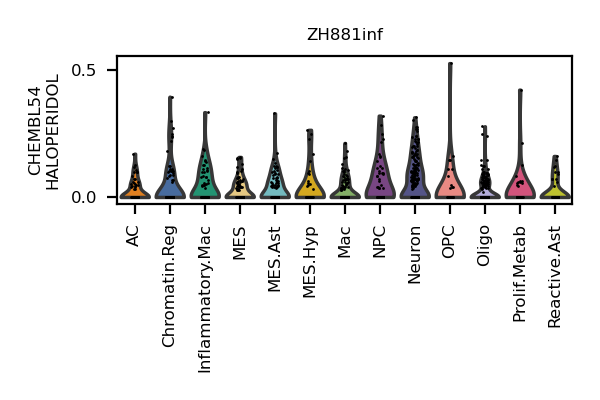 ZH881inf
CHEMBL54
HALOPERIDOL
0.5
0.0
AC
Chromatin.Reg
Inflammatory.Mac
MES
MES.Ast
MES.Hyp
Mac
NPC
Neuron
OPC
Oligo
Prolif.Metab
Reactive.Ast